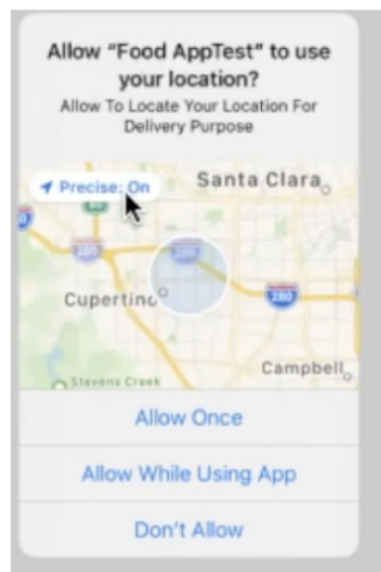 Allow “Food AppTest” to use
your location?
Allow To Locate Your Location For
Delivery Purpose
Precise: On
Santa Clara
280
Cupertino
280
Campbell
Stevens Creek
Allow Once
Allow While Using App
Don't Allow